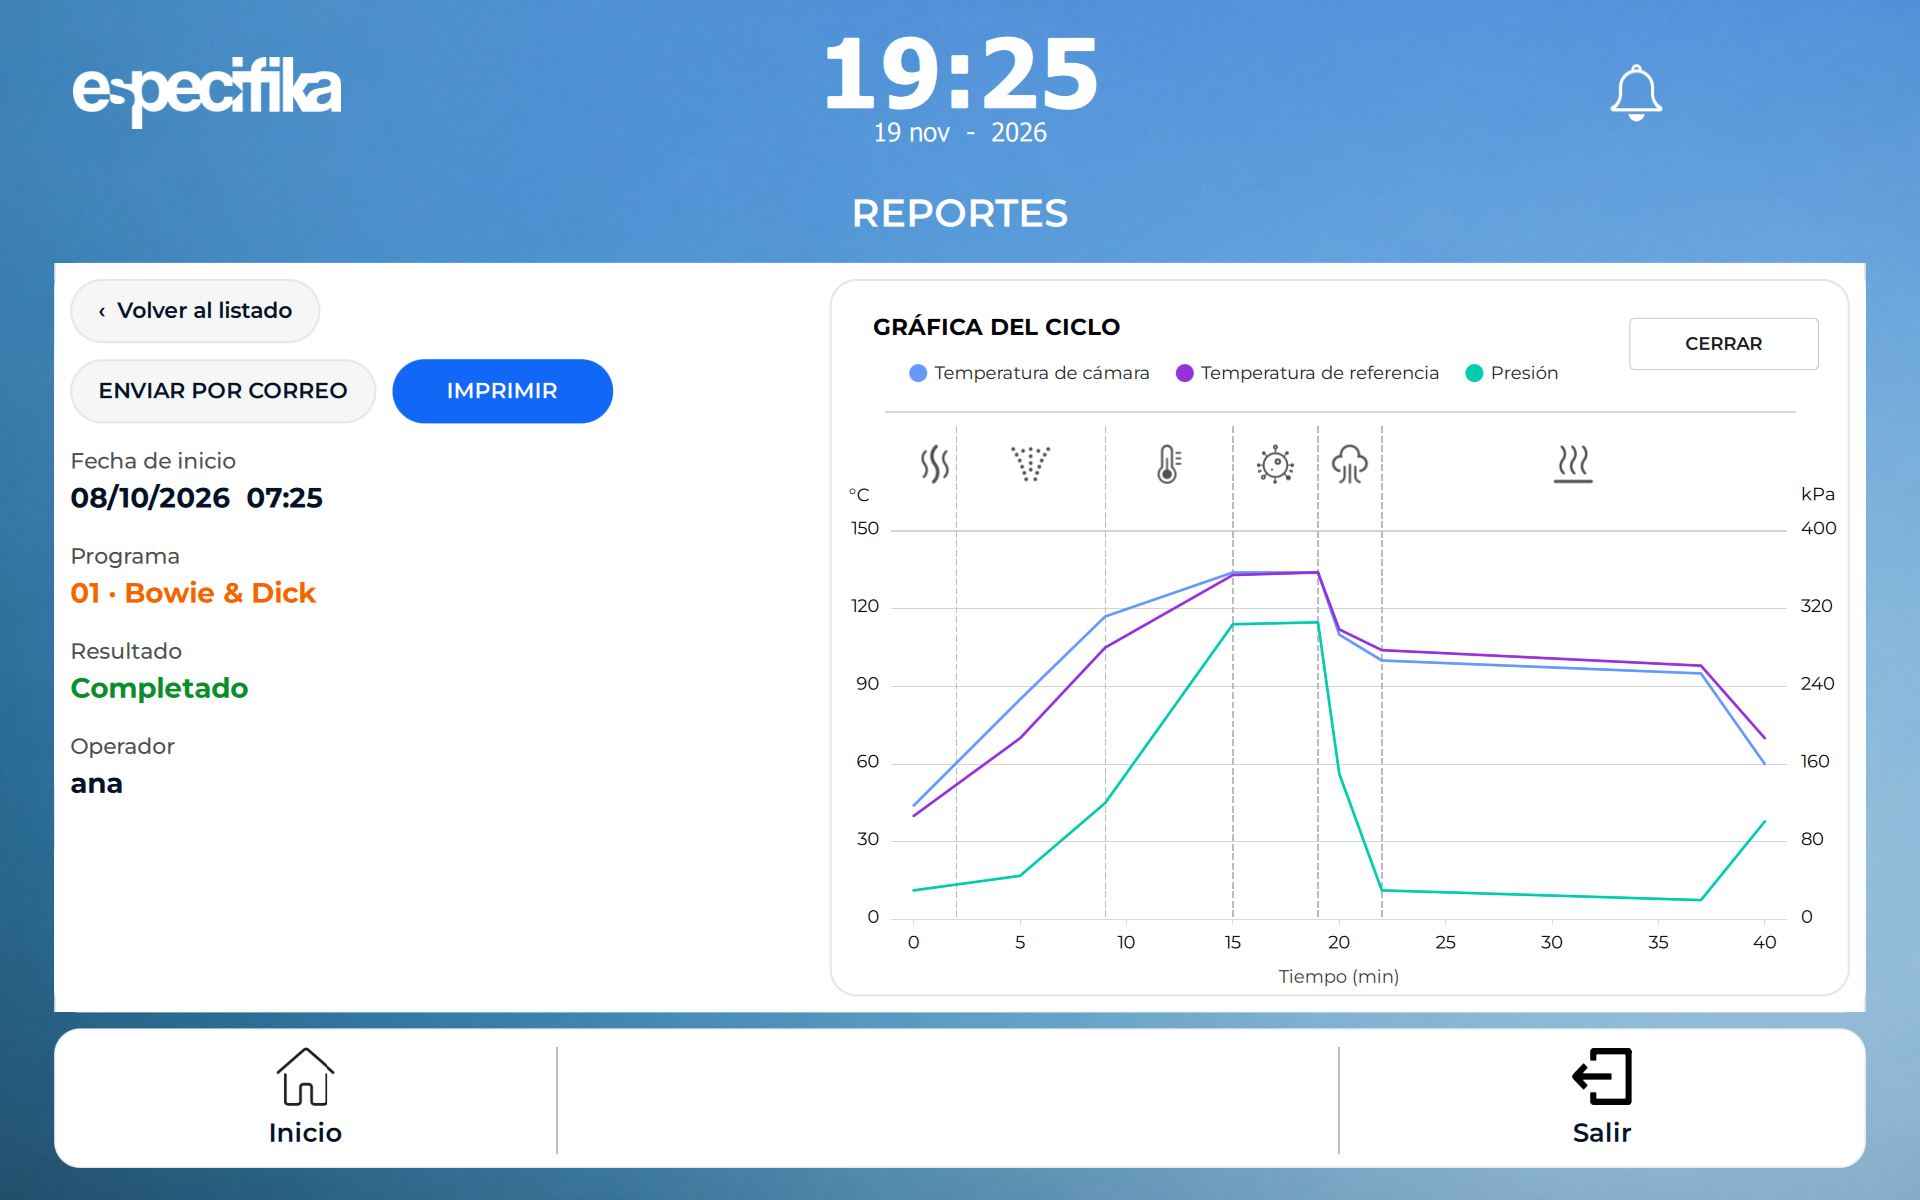 especifika
19:25
19 nov - 2026
REPORTES
‹ Volver al listado
ENVIAR POR CORREO
IMPRIMIR
Fecha de inicio
08/10/2026 07:25
Programa
01 · Bowie & Dick
Resultado
Completado
Operador
ana
GRÁFICA DEL CICLO
CERRAR
Temperatura de cámara
Temperatura de referencia
Presión
°C
kPa
150
400
120
320
90
240
60
160
30
80
0
0
0 5 10 15 20 25 30 35 40
Tiempo (min)
Inicio
Salir